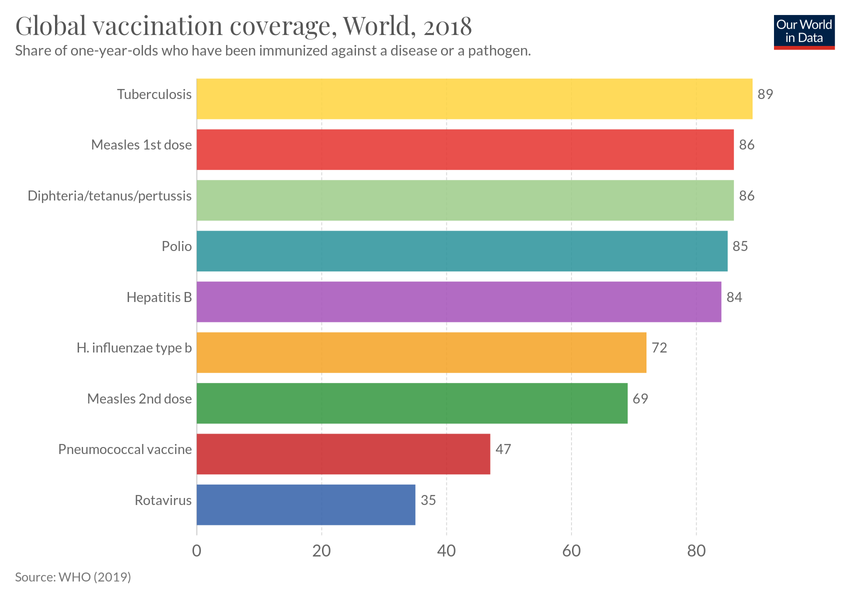 Global vaccination coverage, World, 2018
Our World
in Data
Share of one-year-olds who have been immunized against a disease or a pathogen.
Tuberculosis 89
Measles 1st dose 86
Diphteria/tetanus/pertussis 86
Polio 85
Hepatitis B 84
H. influenzae type b 72
Measles 2nd dose 69
Pneumococcal vaccine 47
Rotavirus 35
0 20 40 60 80
Source: WHO (2019)